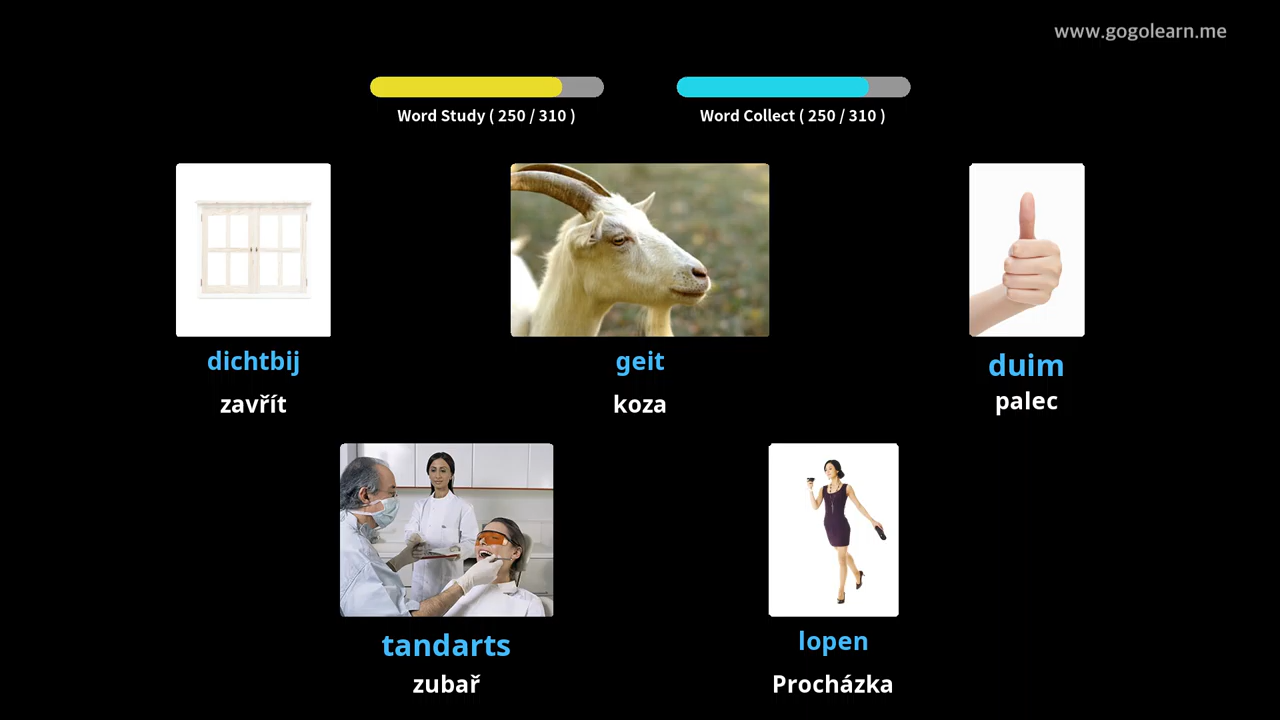 www.gogolearn.me
Word Study ( 250 / 310 )
Word Collect ( 250 / 310 )
dichtbij
zavřít
geit
koza
duim
palec
tandarts
zubař
lopen
Procházka